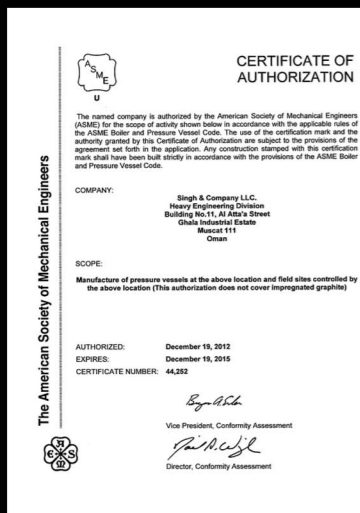 CERTIFICATE OF
AUTHORIZATION
ASME
U
The named company is authorized by the American Society of Mechanical Engineers
(ASME) for the scope of activity shown below in accordance with the applicable rules of
the ASME Boiler and Pressure Vessel Code. The use of the certification mark and the
authority granted by this Certificate of Authorization are subject to the provisions of the
agreement set forth in the application. Any construction stamped with this certification
mark shall have been built strictly in accordance with the provisions of the ASME Boiler
and Pressure Vessel Code.
COMPANY:
Singh & Company LLC.
Heavy Engineering Division
Building No.11, Al Atta'a Street
Ghala Industrial Estate
Muscat 111
Oman
SCOPE:
Manufacture of pressure vessels at the above location and field sites controlled by
the above location (This authorization does not cover impregnated graphite)
AUTHORIZED: December 19, 2012
EXPIRES: December 19, 2015
CERTIFICATE NUMBER: 44,252
Vice President, Conformity Assessment
Director, Conformity Assessment
The American Society of Mechanical Engineers
ASME